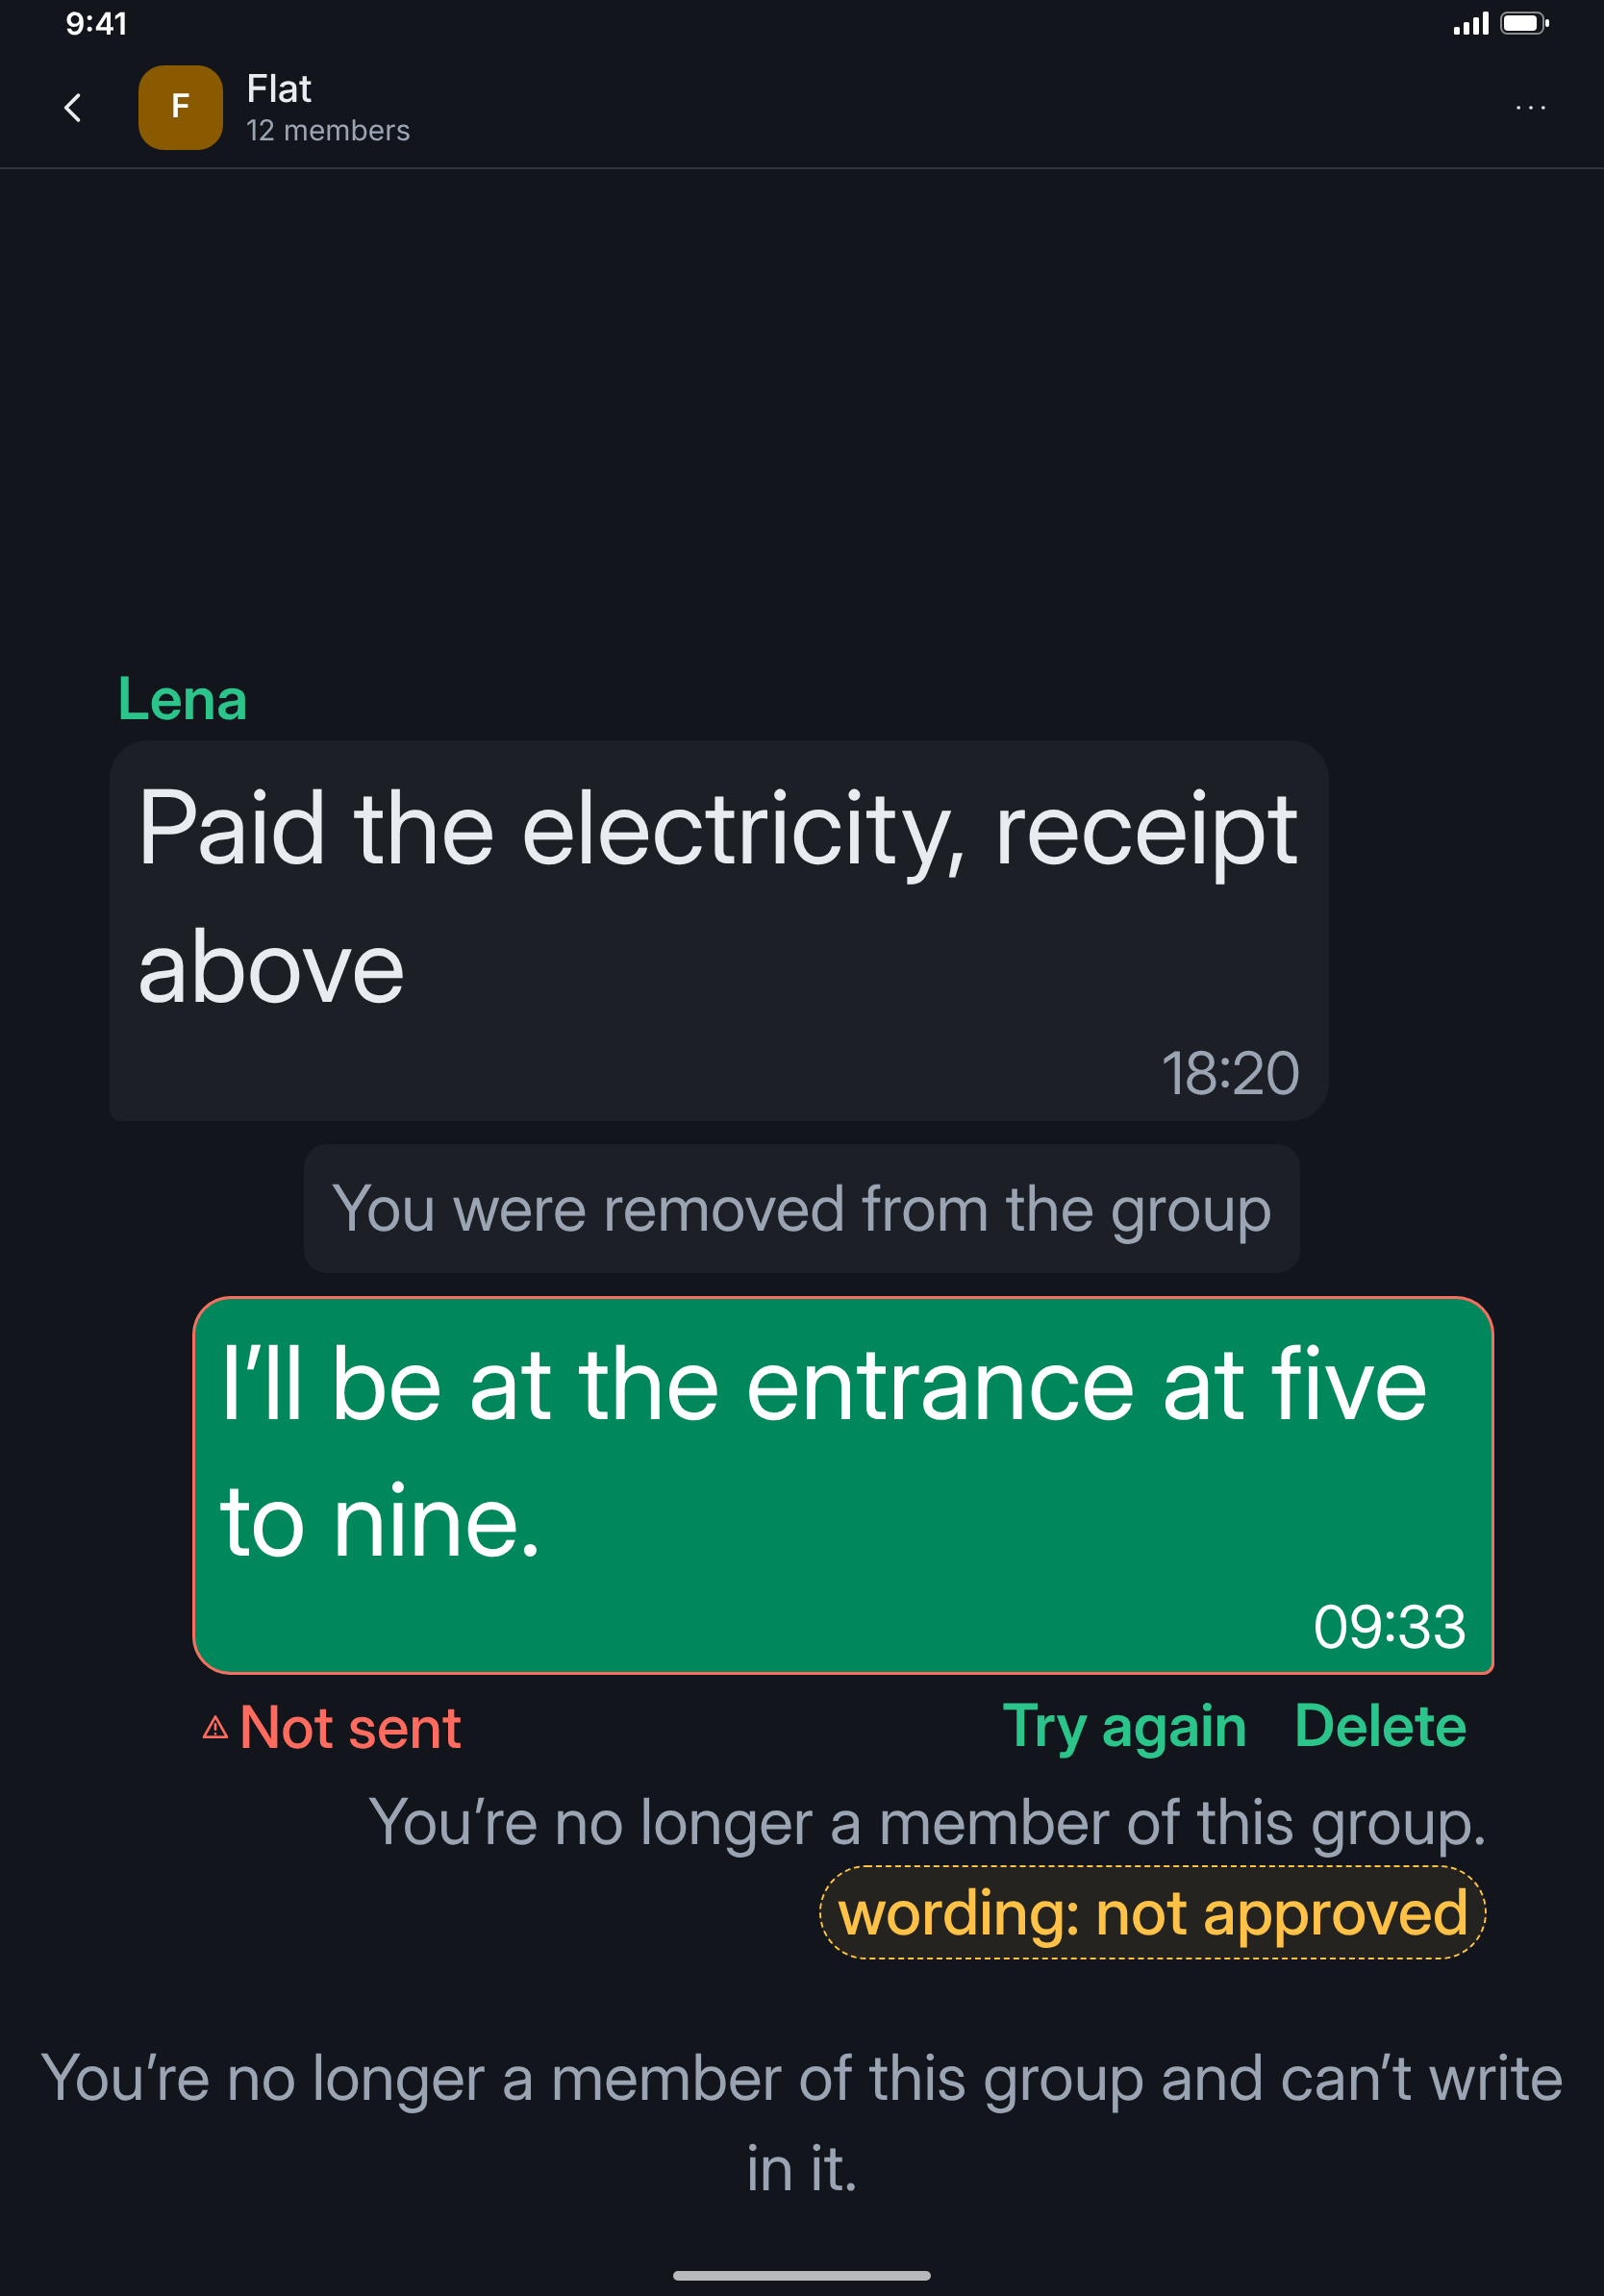 9:41
F
Flat
12 members
Lena
Paid the electricity, receipt
above
18:20
You were removed from the group
I’ll be at the entrance at five
to nine.
09:33
Not sent
Try again
Delete
You’re no longer a member of this group.
wording: not approved
You’re no longer a member of this group and can’t write
in it.